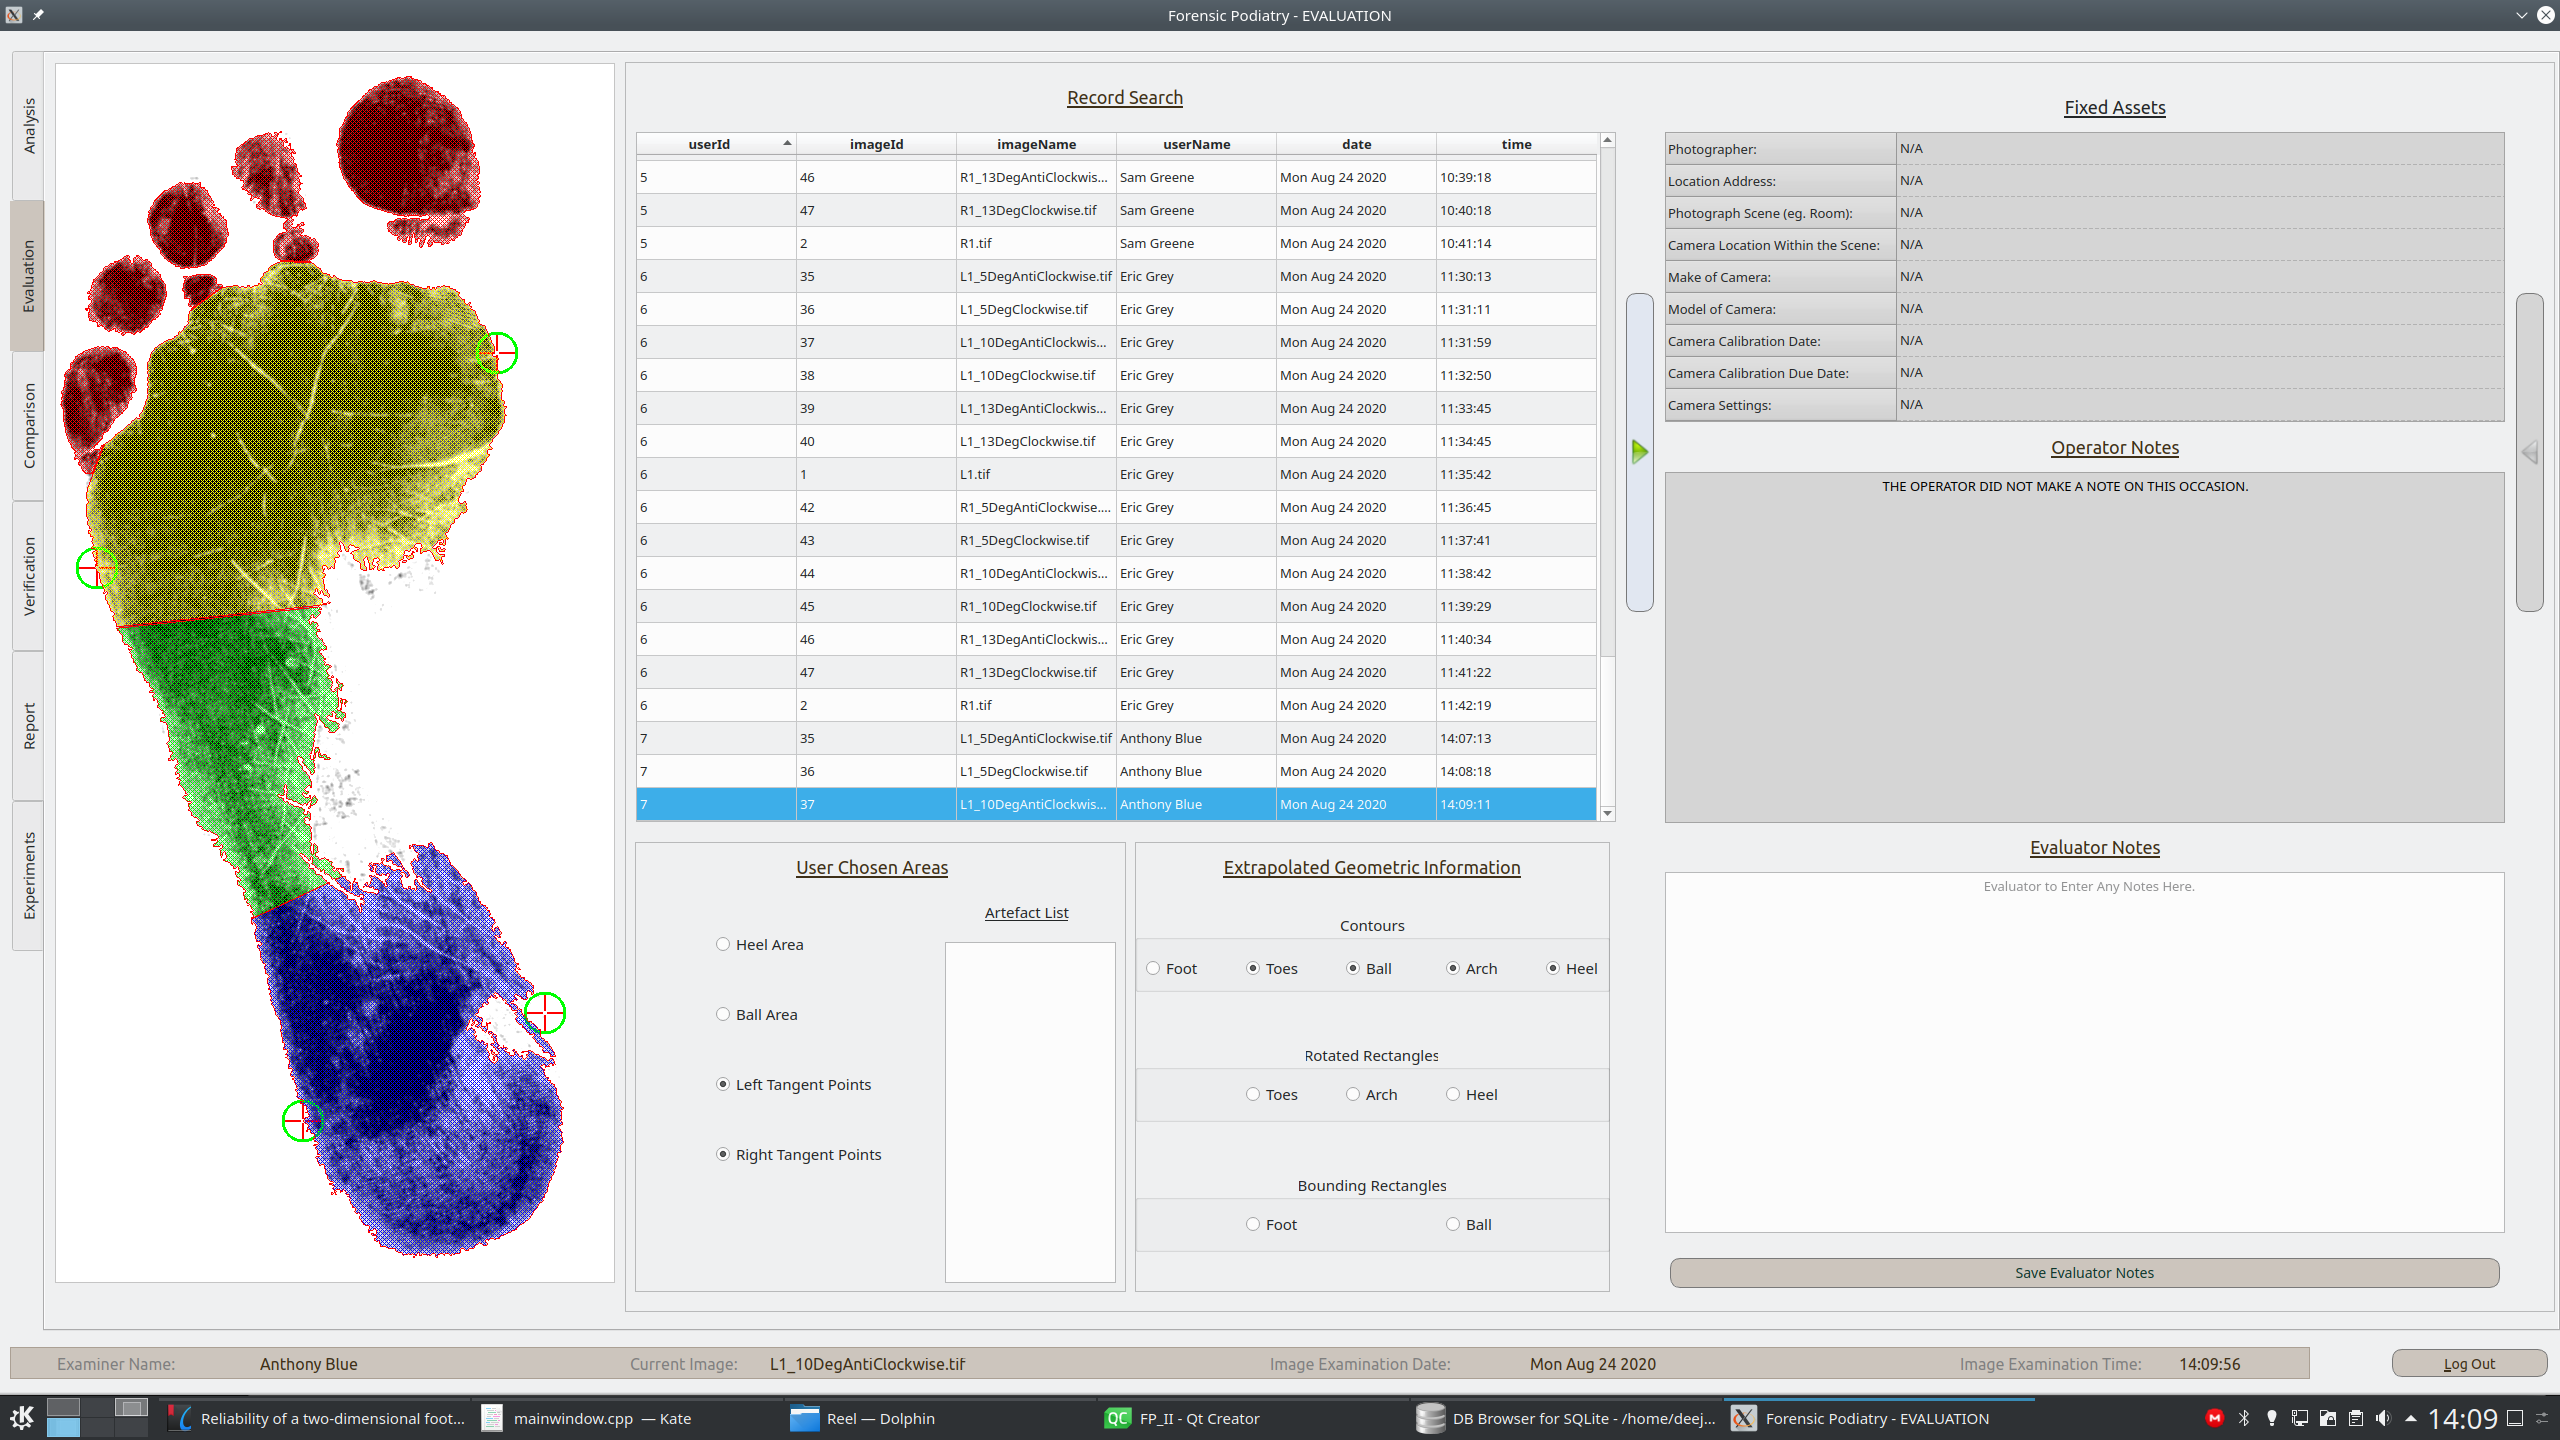 Forensic Podiatry - EVALUATION
Analysis
Evaluation
Comparison
Verification
Report
Experiments
Record Search
userId imageId imageName userName date time
5 46 R1_13DegAntiClockwis... Sam Greene Mon Aug 24 2020 10:39:18
5 47 R1_13DegClockwise.tif Sam Greene Mon Aug 24 2020 10:40:18
5 2 R1.tif Sam Greene Mon Aug 24 2020 10:41:14
6 35 L1_5DegAntiClockwise.tif Eric Grey Mon Aug 24 2020 11:30:13
6 36 L1_5DegClockwise.tif Eric Grey Mon Aug 24 2020 11:31:11
6 37 L1_10DegAntiClockwis... Eric Grey Mon Aug 24 2020 11:31:59
6 38 L1_10DegClockwise.tif Eric Grey Mon Aug 24 2020 11:32:50
6 39 L1_13DegAntiClockwis... Eric Grey Mon Aug 24 2020 11:33:45
6 40 L1_13DegClockwise.tif Eric Grey Mon Aug 24 2020 11:34:45
6 1 L1.tif Eric Grey Mon Aug 24 2020 11:35:42
6 42 R1_5DegAntiClockwise.... Eric Grey Mon Aug 24 2020 11:36:45
6 43 R1_5DegClockwise.tif Eric Grey Mon Aug 24 2020 11:37:41
6 44 R1_10DegAntiClockwis... Eric Grey Mon Aug 24 2020 11:38:42
6 45 R1_10DegClockwise.tif Eric Grey Mon Aug 24 2020 11:39:29
6 46 R1_13DegAntiClockwis... Eric Grey Mon Aug 24 2020 11:40:34
6 47 R1_13DegClockwise.tif Eric Grey Mon Aug 24 2020 11:41:22
6 2 R1.tif Eric Grey Mon Aug 24 2020 11:42:19
7 35 L1_5DegAntiClockwise.tif Anthony Blue Mon Aug 24 2020 14:07:13
7 36 L1_5DegClockwise.tif Anthony Blue Mon Aug 24 2020 14:08:18
7 37 L1_10DegAntiClockwis... Anthony Blue Mon Aug 24 2020 14:09:11
User Chosen Areas
Artefact List
Heel Area
Ball Area
Left Tangent Points
Right Tangent Points
Extrapolated Geometric Information
Contours
Foot Toes Ball Arch Heel
Rotated Rectangles
Toes Arch Heel
Bounding Rectangles
Foot Ball
Fixed Assets
Photographer: N/A
Location Address: N/A
Photograph Scene (eg. Room): N/A
Camera Location Within the Scene: N/A
Make of Camera: N/A
Model of Camera: N/A
Camera Calibration Date: N/A
Camera Calibration Due Date: N/A
Camera Settings: N/A
Operator Notes
THE OPERATOR DID NOT MAKE A NOTE ON THIS OCCASION.
Evaluator Notes
Evaluator to Enter Any Notes Here.
Save Evaluator Notes
Examiner Name: Anthony Blue Current Image: L1_10DegAntiClockwise.tif Image Examination Date: Mon Aug 24 2020 Image Examination Time: 14:09:56
Log Out
Reliability of a two-dimensional foot... mainwindow.cpp — Kate Reel — Dolphin QC FP_II - Qt Creator DB Browser for SQLite - /home/deej... Forensic Podiatry - EVALUATION 14:09